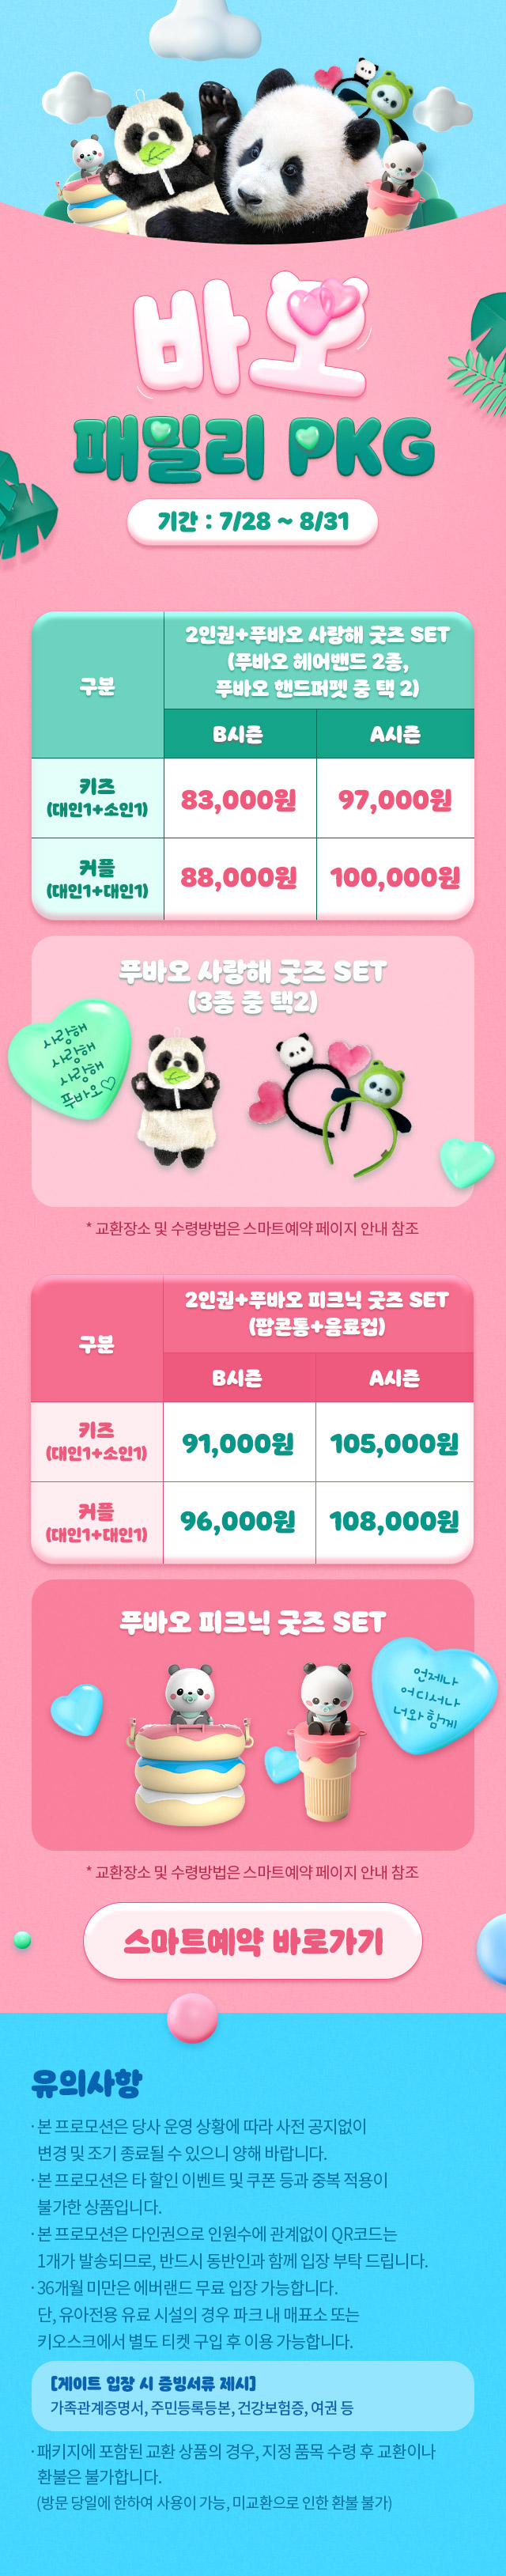 바오
패밀리 PKG
기간 : 7/28 ~ 8/31
구분
2인권+푸바오 사랑해 굿즈 SET
(푸바오 헤어밴드 2종,
푸바오 핸드퍼펫 중 택 2)
B시즌
A시즌
키즈
(대인1+소인1)
83,000원
97,000원
커플
(대인1+대인1)
88,000원
100,000원
푸바오 사랑해 굿즈 SET
(3종 중 택2)
사랑해
사랑해
사랑해
푸바오♡
* 교환장소 및 수령방법은 스마트예약 페이지 안내 참조
구분
2인권+푸바오 피크닉 굿즈 SET
(팝콘통+음료컵)
B시즌
A시즌
키즈
(대인1+소인1)
91,000원
105,000원
커플
(대인1+대인1)
96,000원
108,000원
푸바오 피크닉 굿즈 SET
언제나
어디서나
너와 함께
* 교환장소 및 수령방법은 스마트예약 페이지 안내 참조
스마트예약 바로가기
유의사항
· 본 프로모션은 당사 운영 상황에 따라 사전 공지없이
변경 및 조기 종료될 수 있으니 양해 바랍니다.
· 본 프로모션은 타 할인 이벤트 및 쿠폰 등과 중복 적용이
불가한 상품입니다.
· 본 프로모션은 다인권으로 인원수에 관계없이 QR코드는
1개가 발송되므로, 반드시 동반인과 함께 입장 부탁 드립니다.
· 36개월 미만은 에버랜드 무료 입장 가능합니다.
단, 유아전용 유료 시설의 경우 파크 내 매표소 또는
키오스크에서 별도 티켓 구입 후 이용 가능합니다.
[게이트 입장 시 증빙서류 제시]
가족관계증명서, 주민등록등본, 건강보험증, 여권 등
· 패키지에 포함된 교환 상품의 경우, 지정 품목 수령 후 교환이나
환불은 불가합니다.
(방문 당일에 한하여 사용이 가능, 미교환으로 인한 환불 불가)